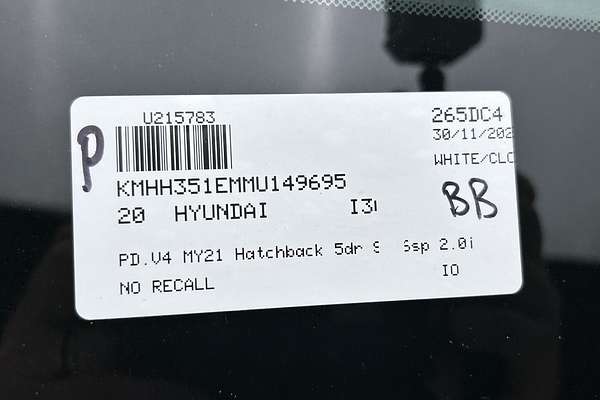 U215783 265DC4
30/11/202
P WHITE/CLO
KMHH351EMMU149695
20 HYUNDAI I3 BB
PD.V4 MY21 Hatchback 5dr S 6sp 2.0i
NO RECALL IO